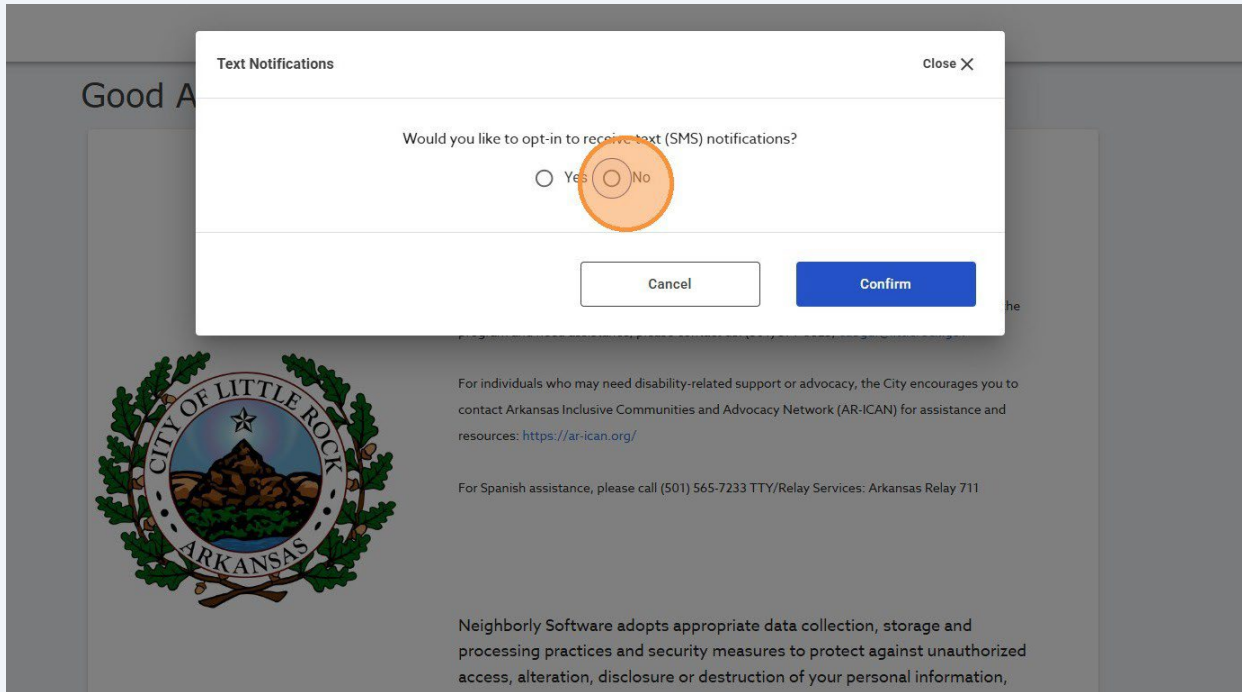 Text Notifications
Close
Good A
Would you like to opt-in to receive text (SMS) notifications?
Yes
No
Cancel
Confirm
the
For individuals who may need disability-related support or advocacy, the City encourages you to
contact Arkansas Inclusive Communities and Advocacy Network (AR-ICAN) for assistance and
resources: https://ar-ican.org/
For Spanish assistance, please call (501) 565-7233 TTY/Relay Services: Arkansas Relay 711
CITY OF LITTLE ROCK
ARKANSAS
Neighborly Software adopts appropriate data collection, storage and
processing practices and security measures to protect against unauthorized
access, alteration, disclosure or destruction of your personal information,